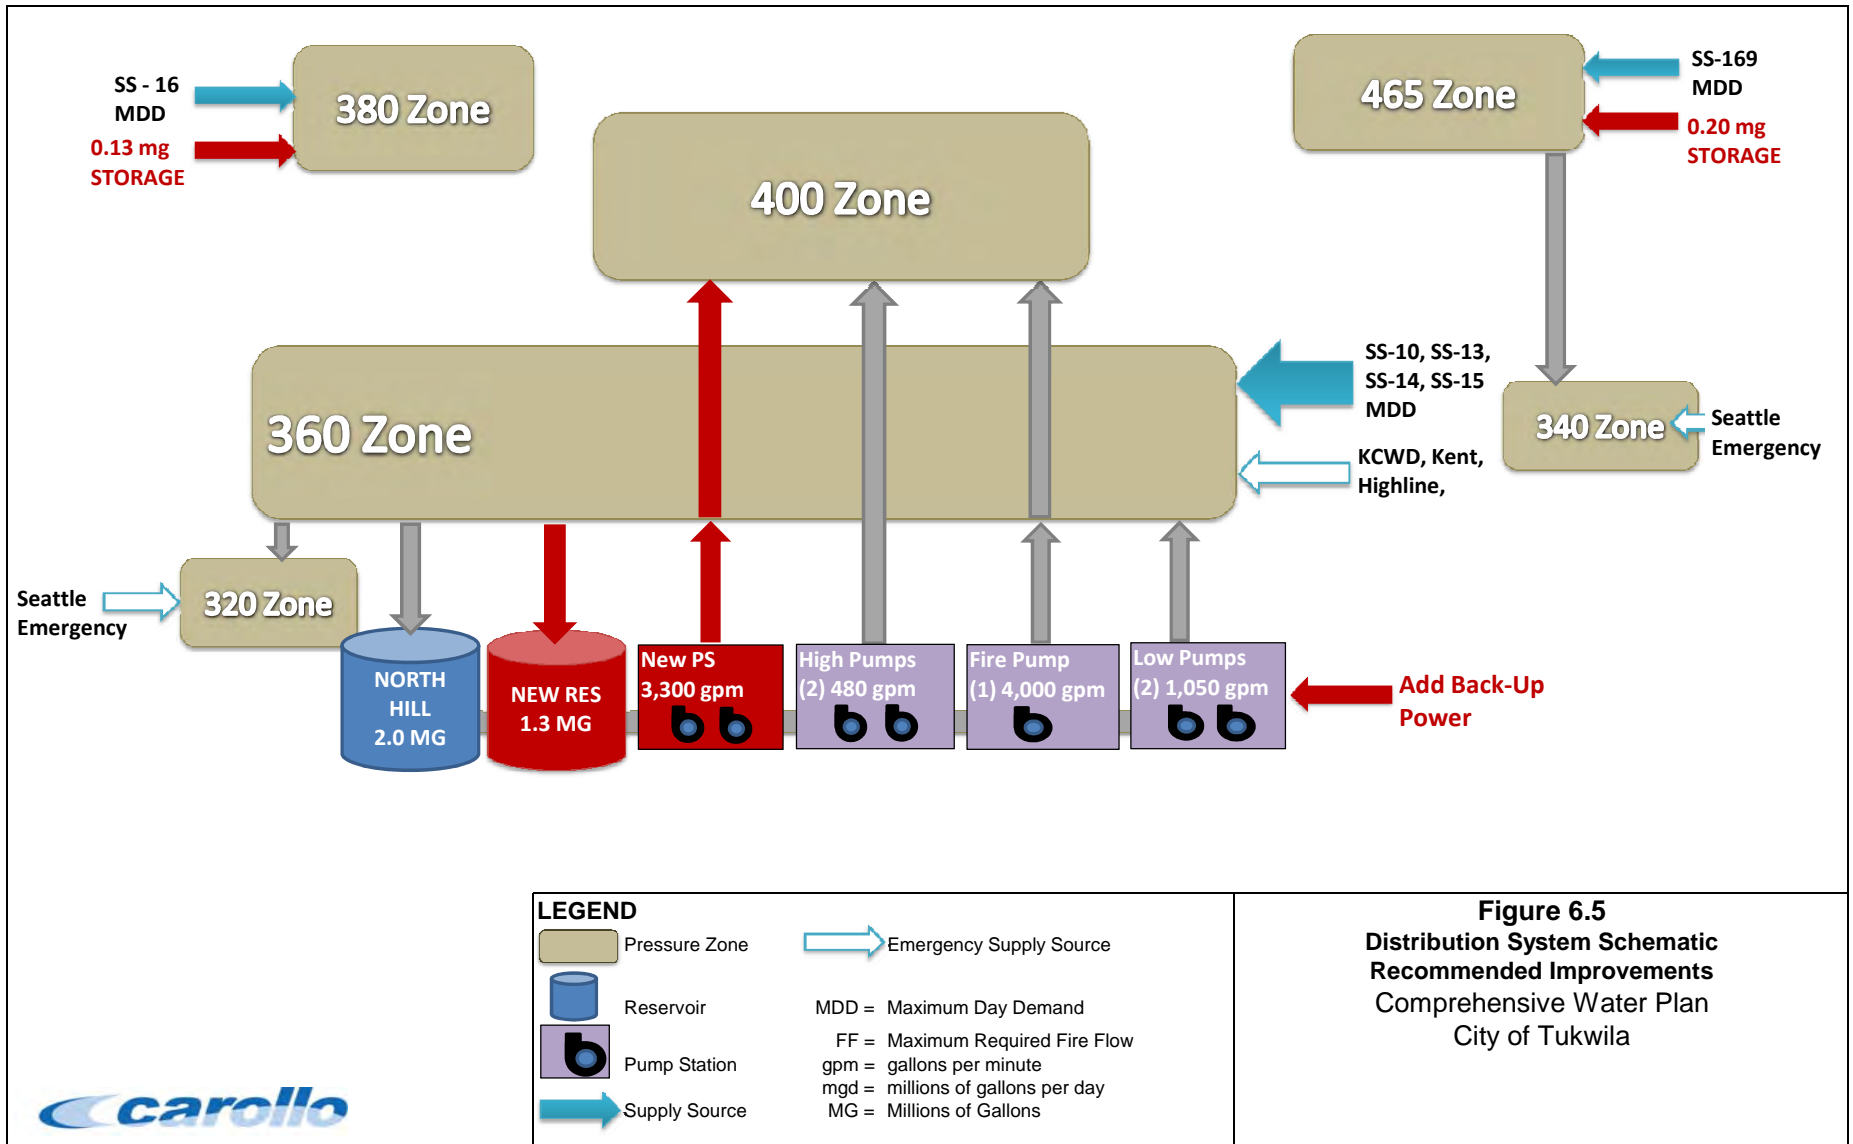 SS - 16
MDD
0.13 mg
STORAGE
380 Zone
400 Zone
465 Zone
SS-169
MDD
0.20 mg
STORAGE
360 Zone
SS-10, SS-13,
SS-14, SS-15
MDD
KCWD, Kent,
Highline,
340 Zone
Seattle
Emergency
Seattle
Emergency
320 Zone
NORTH
HILL
2.0 MG
NEW RES
1.3 MG
New PS
3,300 gpm
High Pumps
(2) 480 gpm
Fire Pump
(1) 4,000 gpm
Low Pumps
(2) 1,050 gpm
Add Back-Up
Power
LEGEND
Pressure Zone
Reservoir
Pump Station
Supply Source
Emergency Supply Source
MDD = Maximum Day Demand
FF = Maximum Required Fire Flow
gpm = gallons per minute
mgd = millions of gallons per day
MG = Millions of Gallons
Figure 6.5
Distribution System Schematic
Recommended Improvements
Comprehensive Water Plan
City of Tukwila
carollo